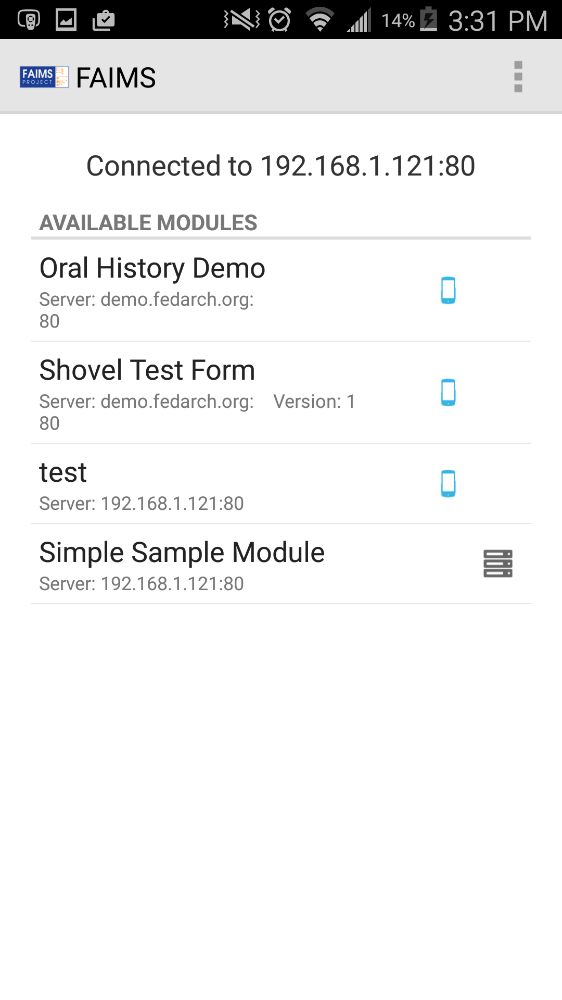 14% 3:31 PM
FAIMS PROJECT FAIMS
Connected to 192.168.1.121:80
AVAILABLE MODULES
Oral History Demo
Server: demo.fedarch.org:
80
Shovel Test Form
Server: demo.fedarch.org: Version: 1
80
test
Server: 192.168.1.121:80
Simple Sample Module
Server: 192.168.1.121:80